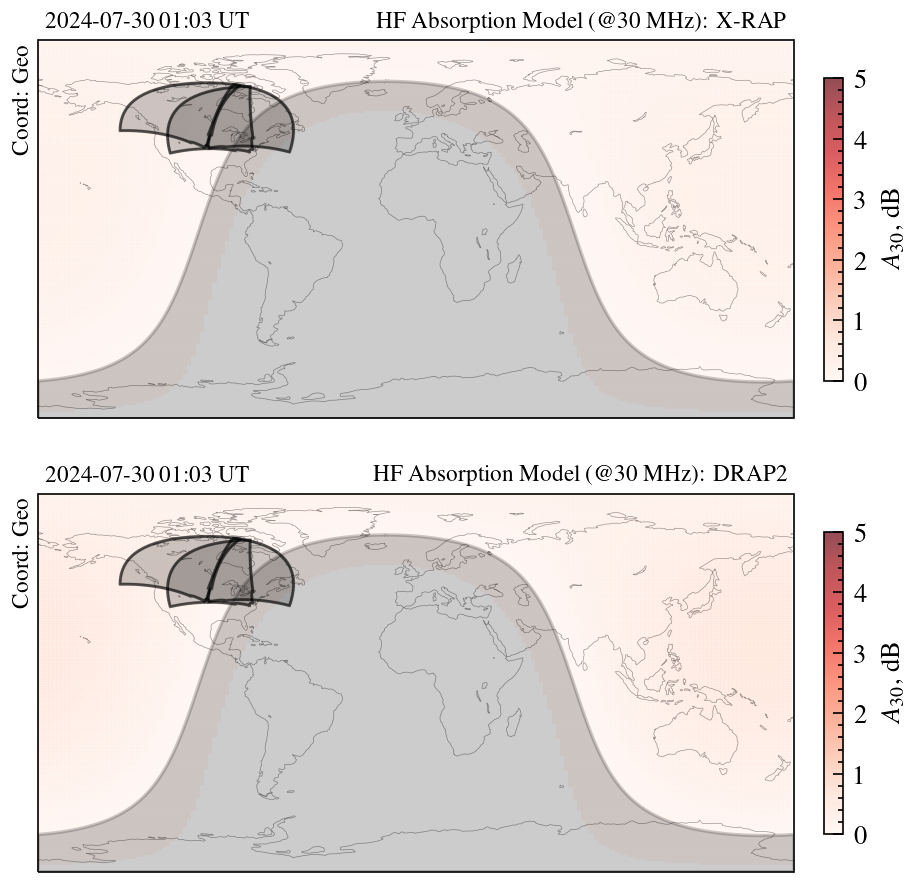 2024-07-30 01:03 UT
HF Absorption Model (@30 MHz): X-RAP
Coord: Geo
5
4
3
2
1
0
A₃₀, dB
2024-07-30 01:03 UT
HF Absorption Model (@30 MHz): DRAP2
Coord: Geo
5
4
3
2
1
0
A₃₀, dB